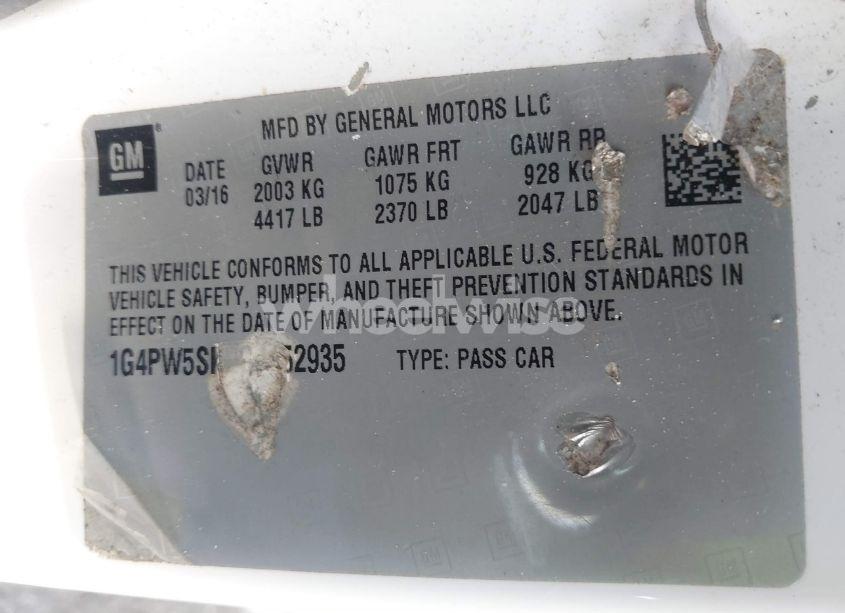 MFD BY GENERAL MOTORS LLC
GM
DATE GVWR GAWR FRT GAWR RR
03/16 2003 KG 1075 KG 928 KG
4417 LB 2370 LB 2047 LB
THIS VEHICLE CONFORMS TO ALL APPLICABLE U.S. FEDERAL MOTOR
VEHICLE SAFETY, BUMPER, AND THEFT PREVENTION STANDARDS IN
EFFECT ON THE DATE OF MANUFACTURE SHOWN ABOVE.
TYPE: PASS CAR
wheelwise